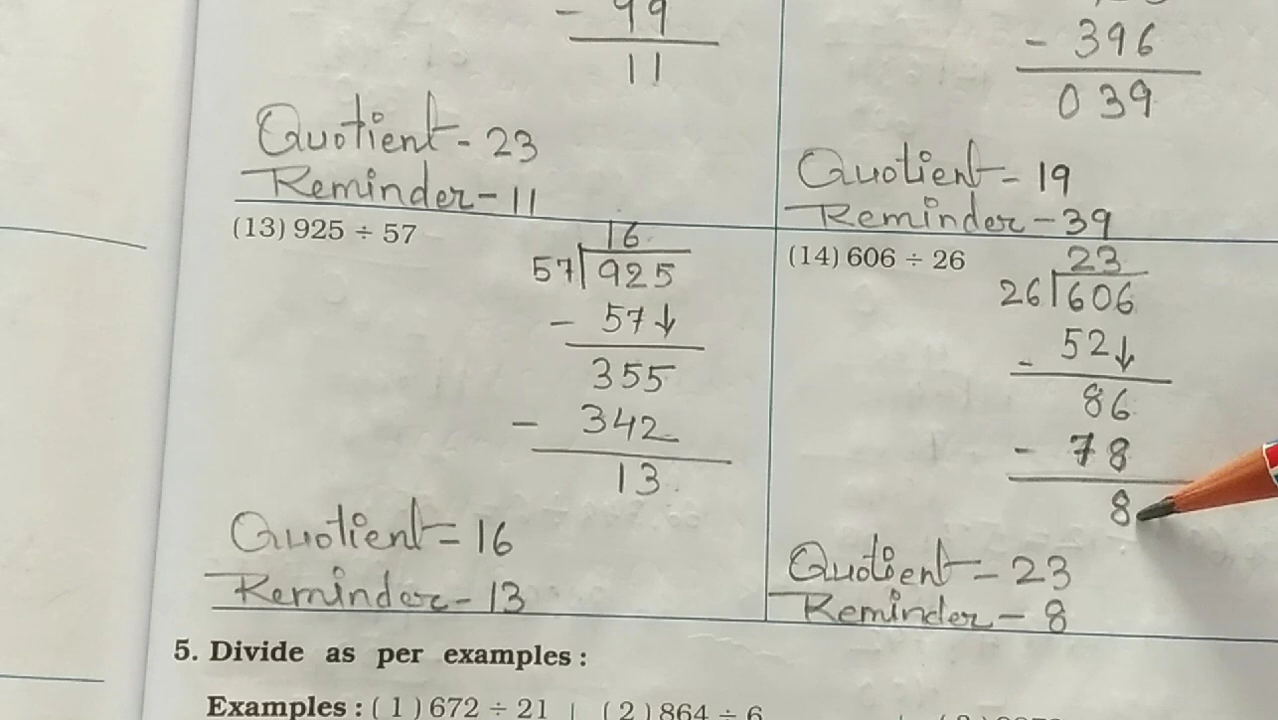 - 99
11
Quotient - 23
Reminder - 11
- 396
039
Quotient - 19
Reminder - 39
(13) 925 ÷ 57
16
57 925
- 57↓
355
- 342
13
Quotient = 16
Reminder - 13
(14) 606 ÷ 26
23
26 606
- 52↓
86
- 78
8
Quotient - 23
Reminder - 8
5. Divide as per examples :
Examples : ( 1 ) 672 ÷ 21 | ( 2 ) 864 ÷ 6